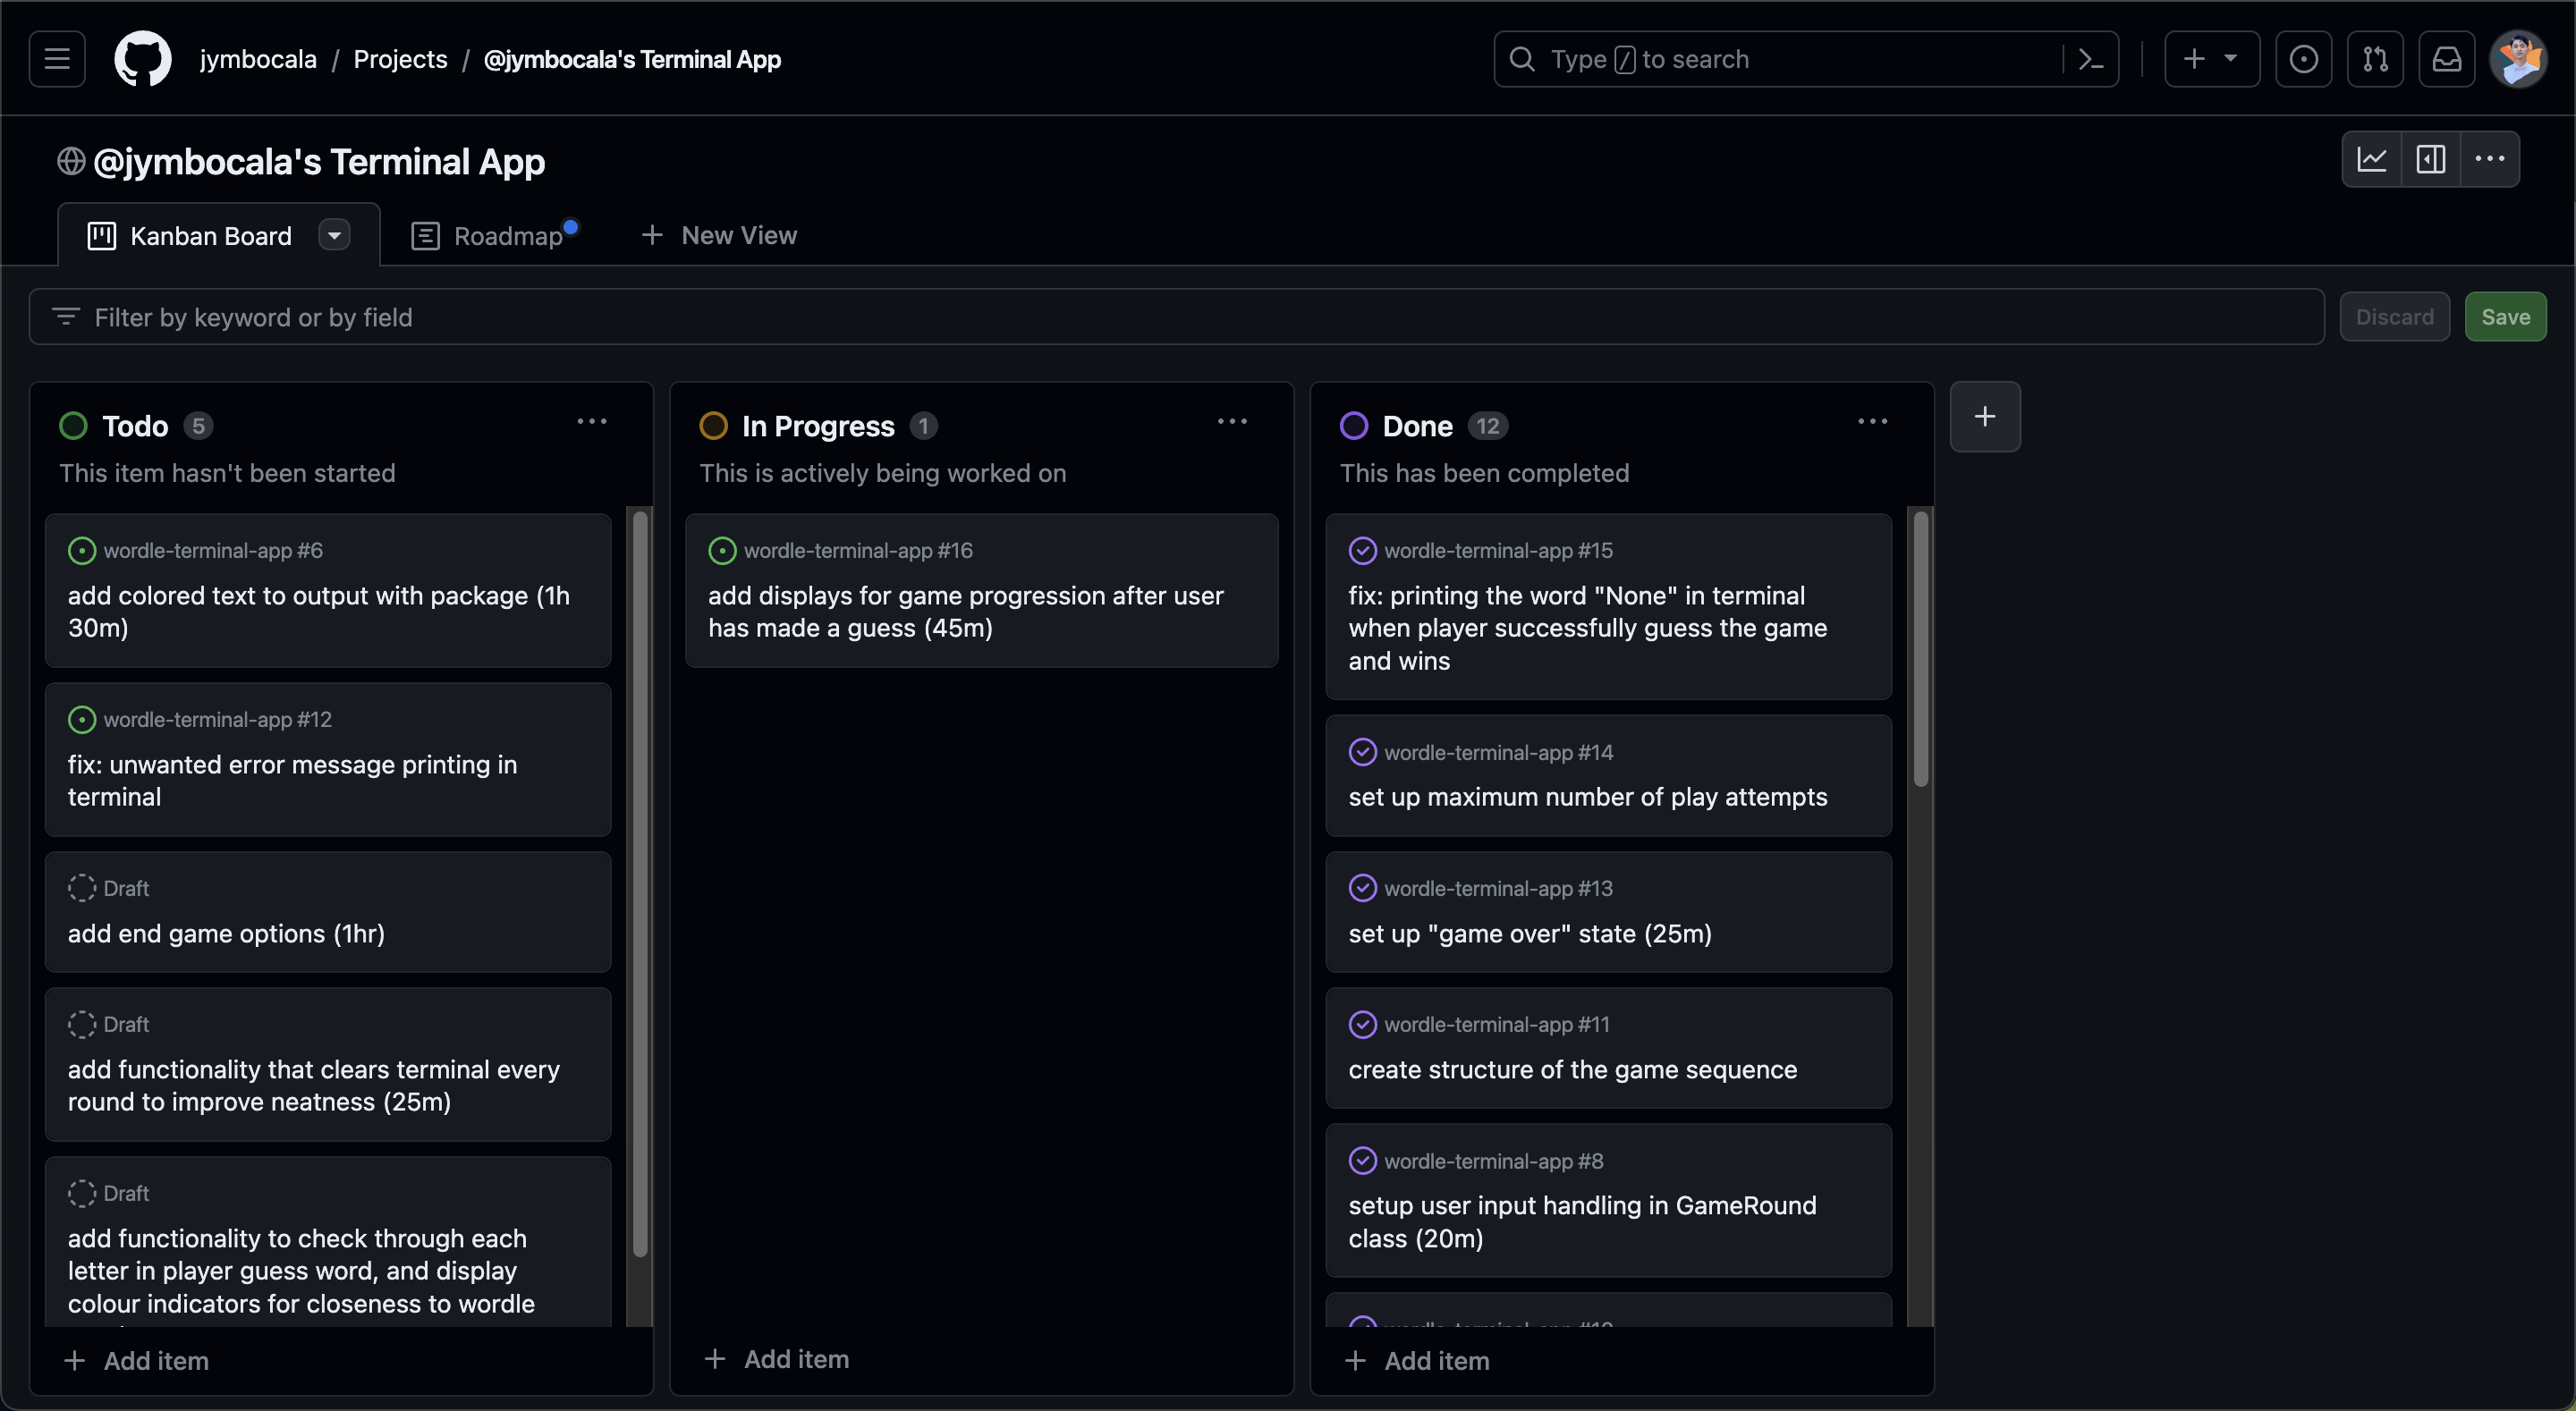 jymbocala / Projects / @jymbocala's Terminal App
Type / to search
@jymbocala's Terminal App
Kanban Board
Roadmap
New View
Filter by keyword or by field
Discard
Save
Todo 5
This item hasn't been started
wordle-terminal-app #6
add colored text to output with package (1h
30m)
wordle-terminal-app #12
fix: unwanted error message printing in
terminal
Draft
add end game options (1hr)
Draft
add functionality that clears terminal every
round to improve neatness (25m)
Draft
add functionality to check through each
letter in player guess word, and display
colour indicators for closeness to wordle
Add item
In Progress 1
This is actively being worked on
wordle-terminal-app #16
add displays for game progression after user
has made a guess (45m)
Add item
Done 12
This has been completed
wordle-terminal-app #15
fix: printing the word "None" in terminal
when player successfully guess the game
and wins
wordle-terminal-app #14
set up maximum number of play attempts
wordle-terminal-app #13
set up "game over" state (25m)
wordle-terminal-app #11
create structure of the game sequence
wordle-terminal-app #8
setup user input handling in GameRound
class (20m)
Add item